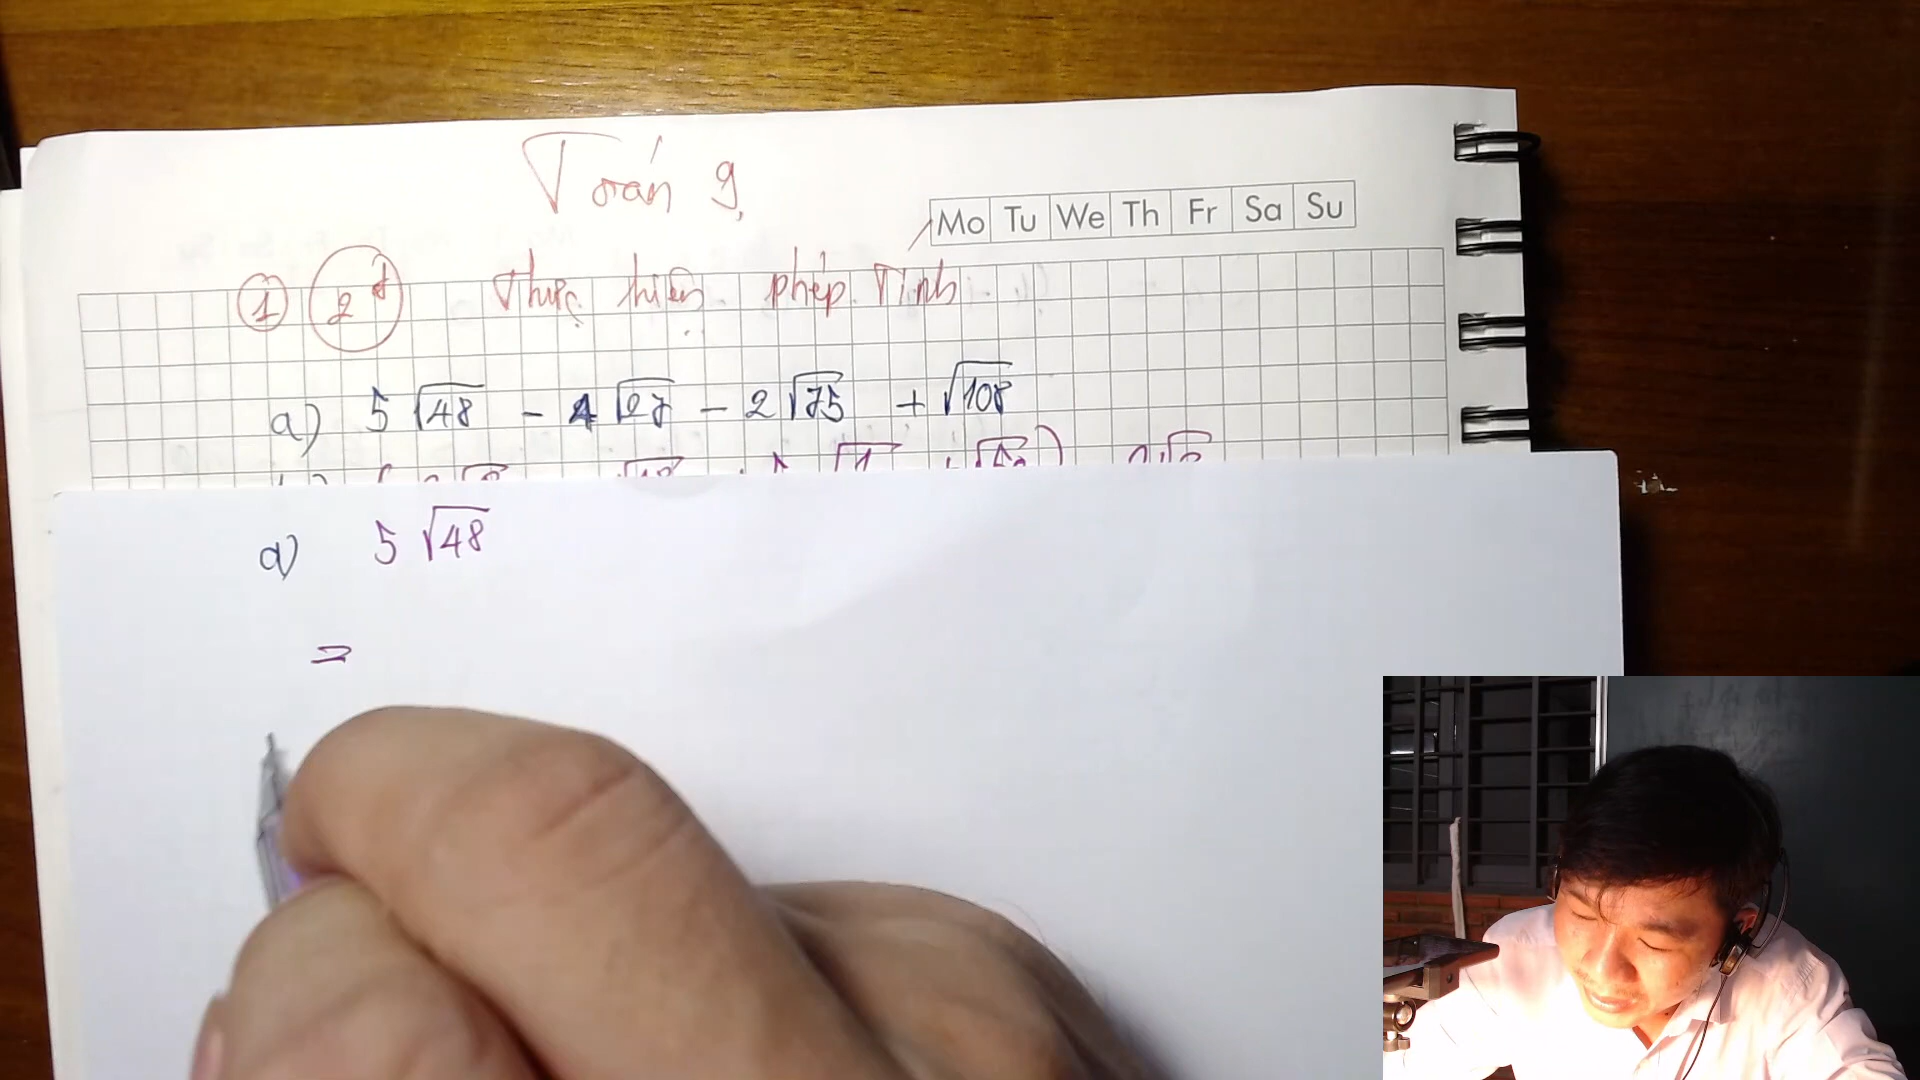 Toán 9
Mo Tu We Th Fr Sa Su
① 2đ Thực hiện phép tính
a) 5√48 - 4√27 - 2√75 + √108
a) 5√48
=